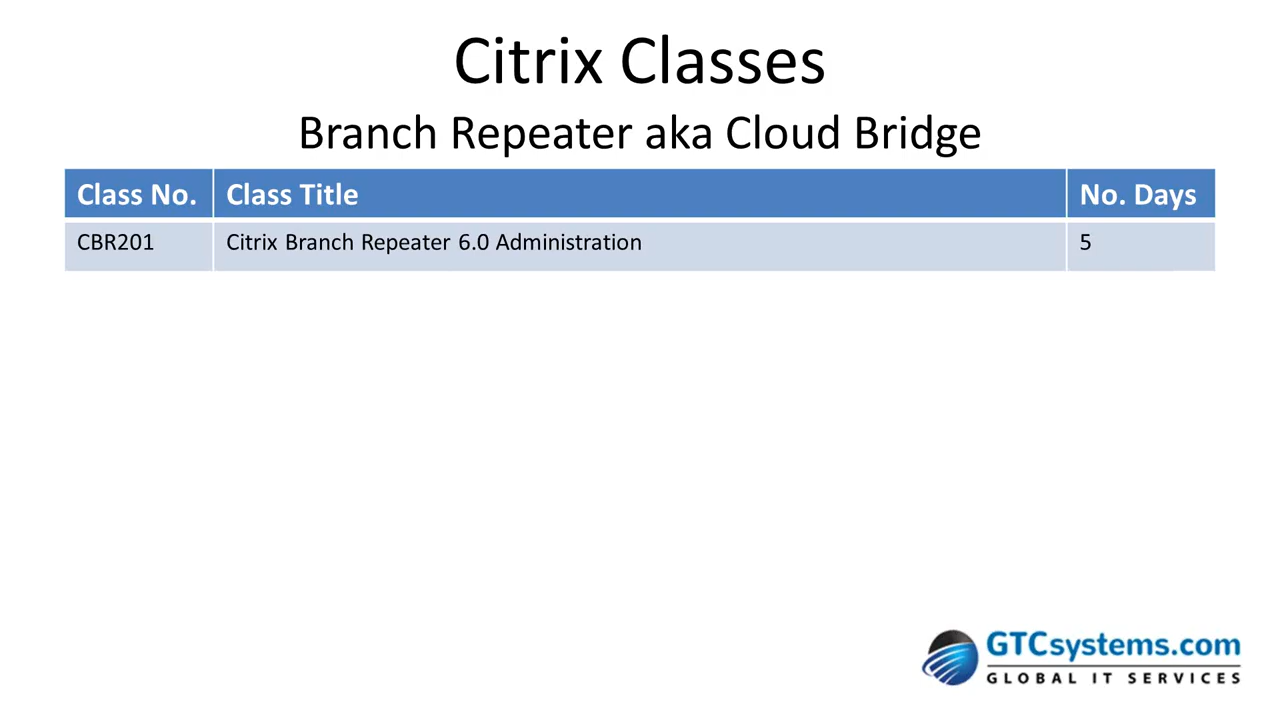 Citrix Classes
Branch Repeater aka Cloud Bridge
Class No. Class Title No. Days
CBR201 Citrix Branch Repeater 6.0 Administration 5
GTCsystems.com
GLOBAL IT SERVICES